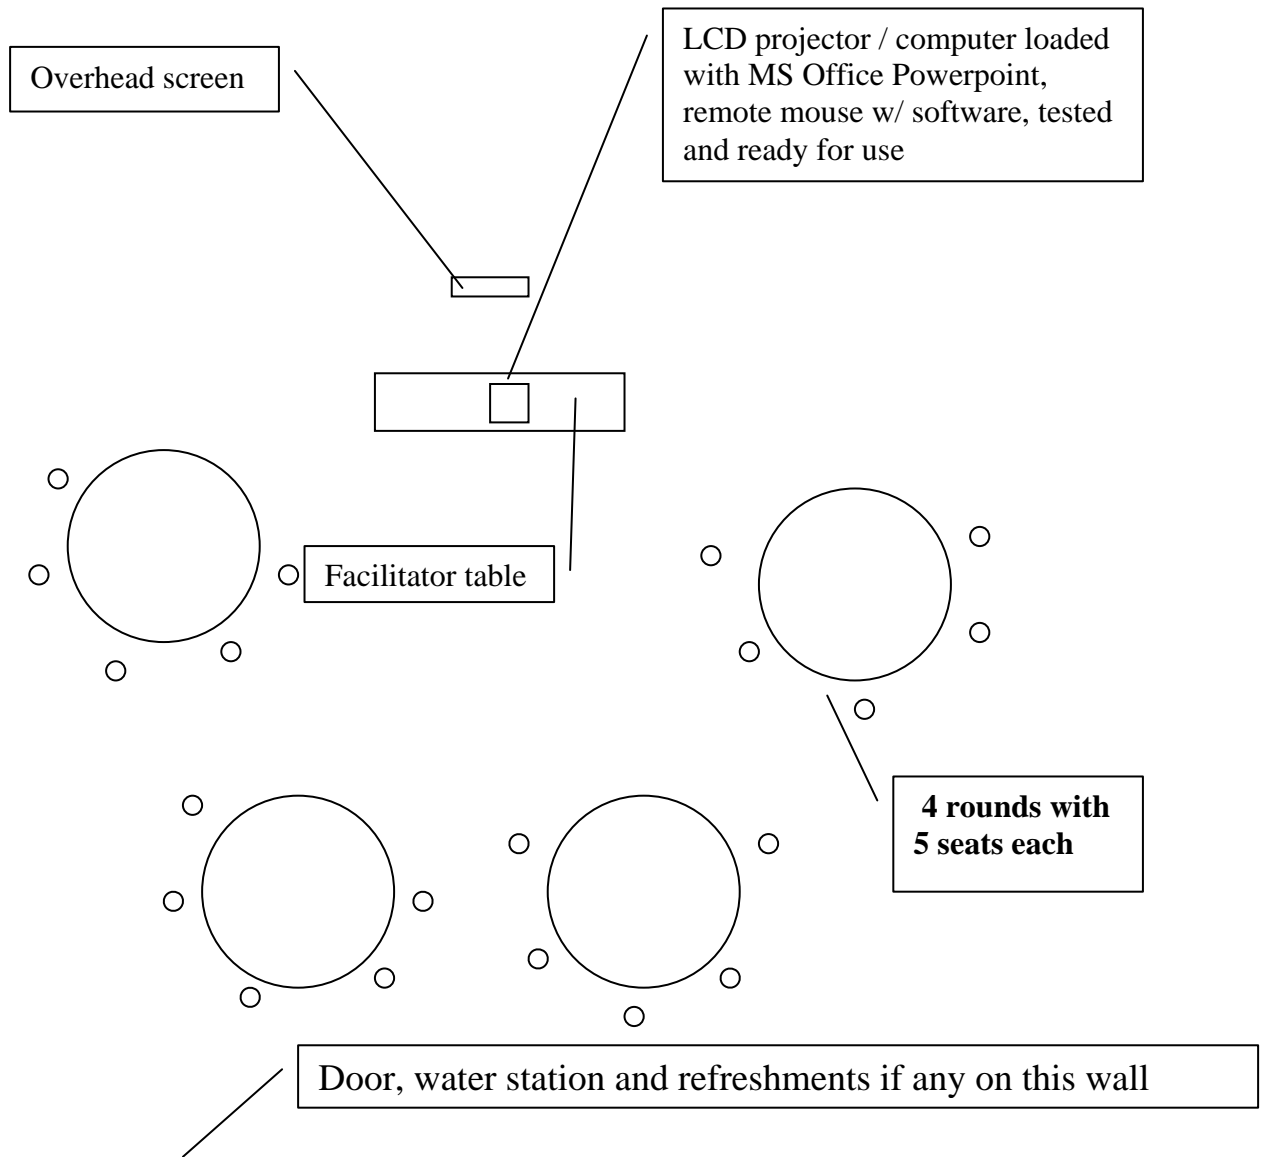 Overhead screen
LCD projector / computer loaded
with MS Office Powerpoint,
remote mouse w/ software, tested
and ready for use
Facilitator table
4 rounds with
5 seats each
Door, water station and refreshments if any on this wall